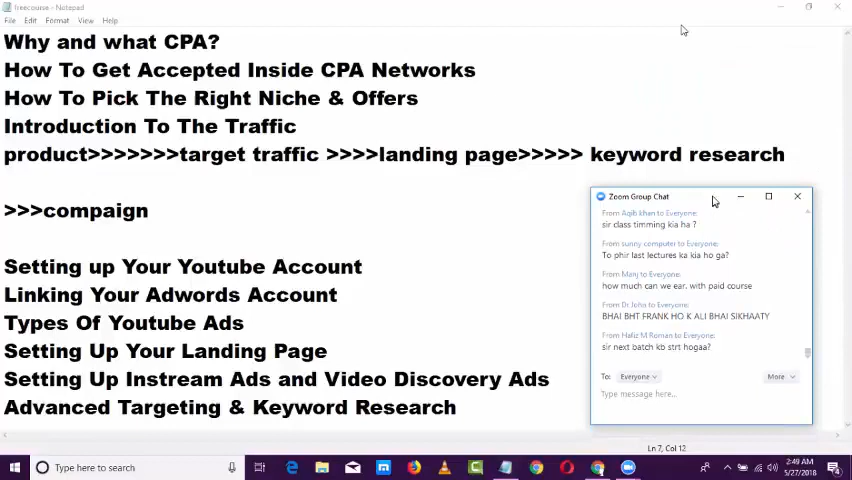 freecourse - Notepad
File Edit Format View Help
Why and what CPA?
How To Get Accepted Inside CPA Networks
How To Pick The Right Niche & Offers
Introduction To The Traffic
product>>>>>>>target traffic >>>>landing page>>>>> keyword research
>>>compaign
Setting up Your Youtube Account
Linking Your Adwords Account
Types Of Youtube Ads
Setting Up Your Landing Page
Setting Up Instream Ads and Video Discovery Ads
Advanced Targeting & Keyword Research
Zoom Group Chat
From Aqib khan to Everyone:
sir class timming kia ha ?
From sunny computer to Everyone:
To phir last lectures ka kia ho ga?
From Manj to Everyone:
how much can we ear. with paid course
From Dr John to Everyone:
BHAI BHT FRANK HO K ALI BHAI SIKHAATY
From Hafiz M Roman to Everyone:
sir next batch kb strt hogaa?
To: Everyone More
Type message here...
Ln 7, Col 12
Type here to search
2:49 AM
5/27/2018
4